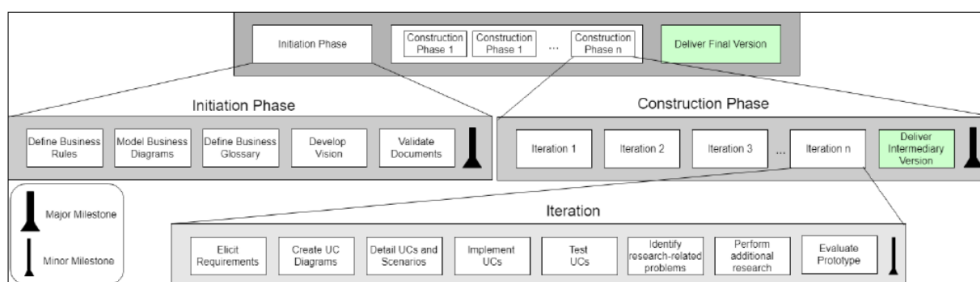 Initiation Phase
Construction
Phase 1
Construction
Phase 1
...
Construction
Phase n
Deliver Final Version
Initiation Phase
Construction Phase
Define Business
Rules
Model Business
Diagrams
Define Business
Glossary
Develop
Vision
Validate
Documents
Iteration 1
Iteration 2
Iteration 3
...
Iteration n
Deliver
Intermediary
Version
Major Milestone
Minor Milestone
Iteration
Elicit
Requirements
Create UC
Diagrams
Detail UCs and
Scenarios
Implement
UCs
Test
UCs
Identify
research-related
problems
Perform
additional
research
Evaluate
Prototype